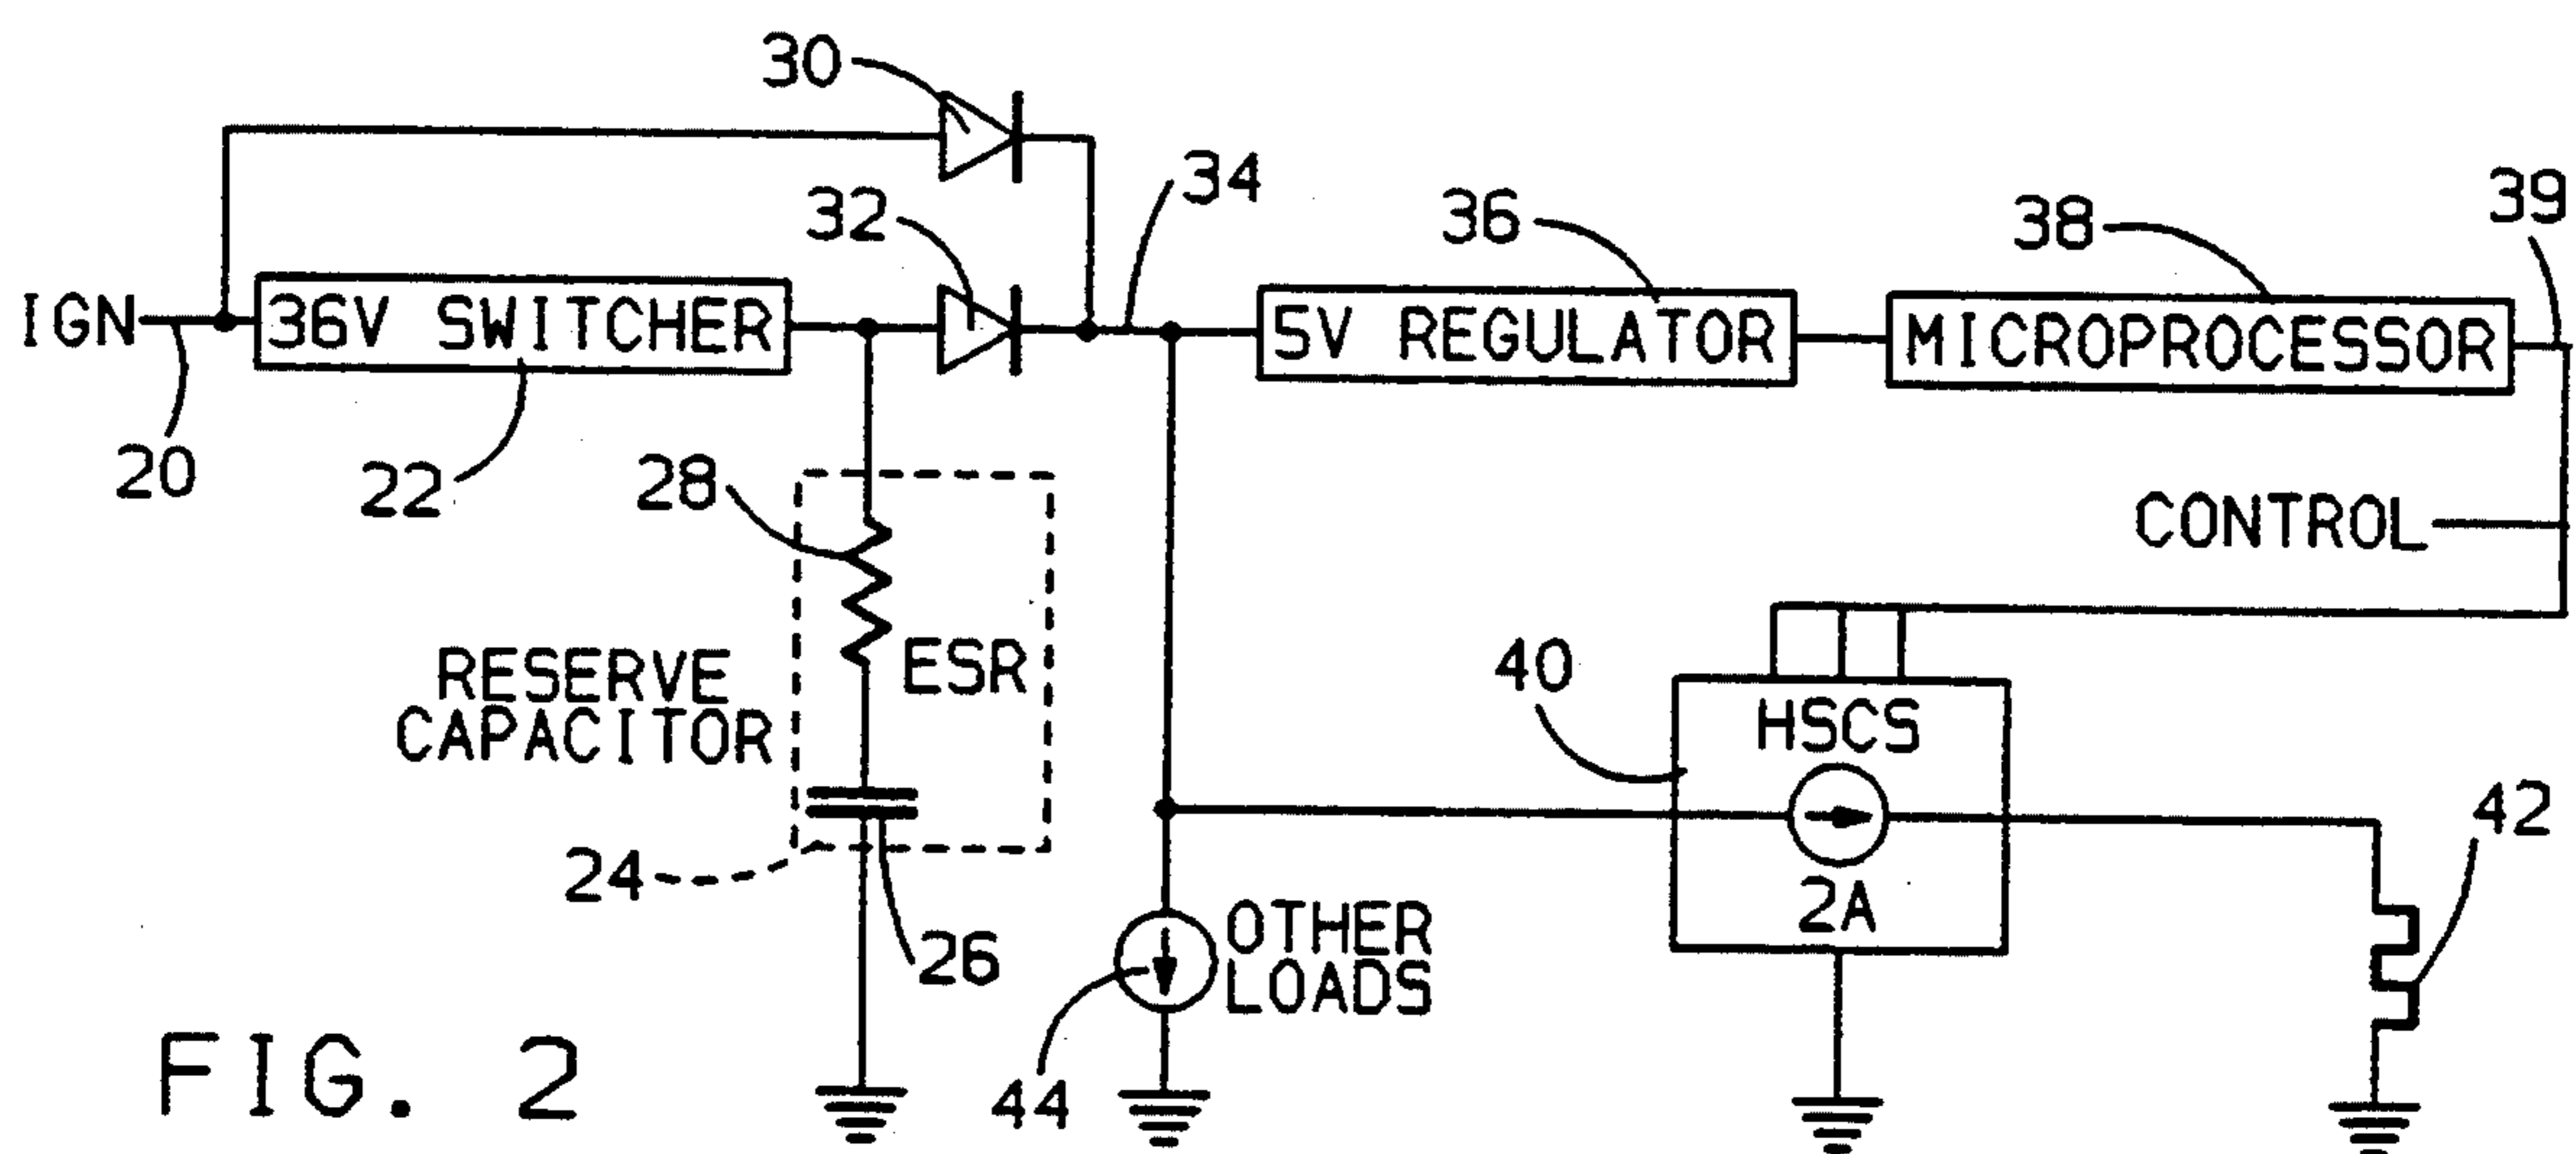 30
32
34
36
38
39
IGN
36V SWITCHER
5V REGULATOR
MICROPROCESSOR
20
22
28
CONTROL
RESERVE
CAPACITOR
ESR
40
HSCS
2A
42
24
26
OTHER
LOADS
44
FIG. 2